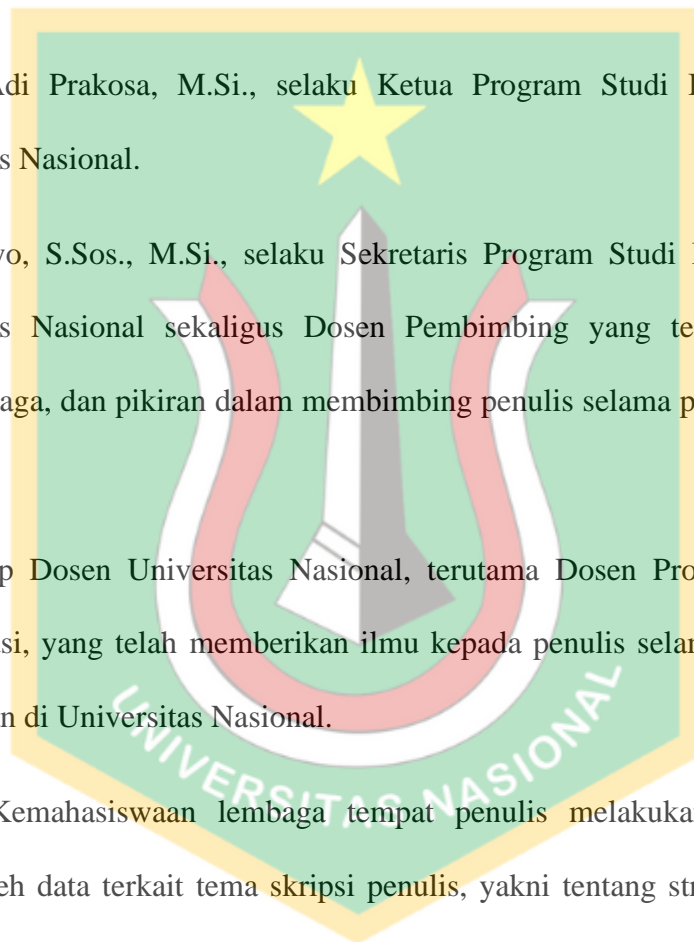 Adi Prakosa, M.Si., selaku Ketua Program Studi
s Nasional.
vo, S.Sos., M.Si., selaku Sekretaris Program Studi
s Nasional sekaligus Dosen Pembimbing yang te
aga, dan pikiran dalam membimbing penulis selama p
p Dosen Universitas Nasional, terutama Dosen Pro
si, yang telah memberikan ilmu kepada penulis selar
n di Universitas Nasional.
UNIVERSITAS NASIONAL
Kemahasiswaan lembaga tempat penulis melakuka
eh data terkait tema skripsi penulis, yakni tentang str